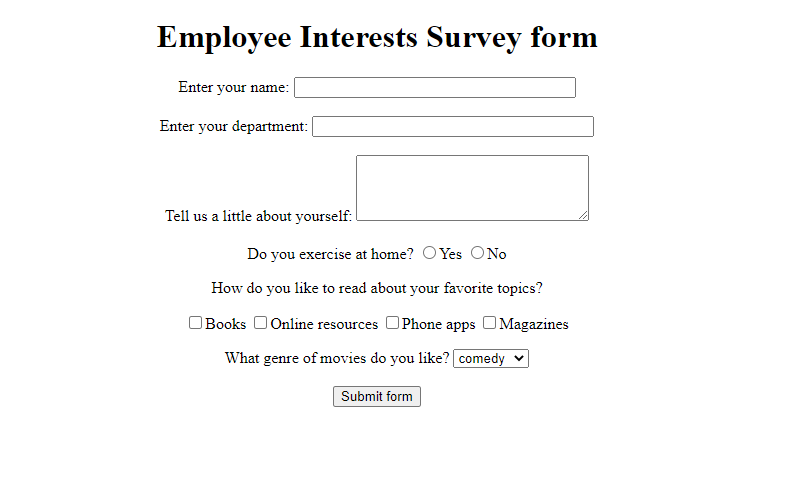 Employee Interests Survey form
Enter your name:
Enter your department:
Tell us a little about yourself:
Do you exercise at home? Yes No
How do you like to read about your favorite topics?
Books Online resources Phone apps Magazines
What genre of movies do you like? comedy
Submit form